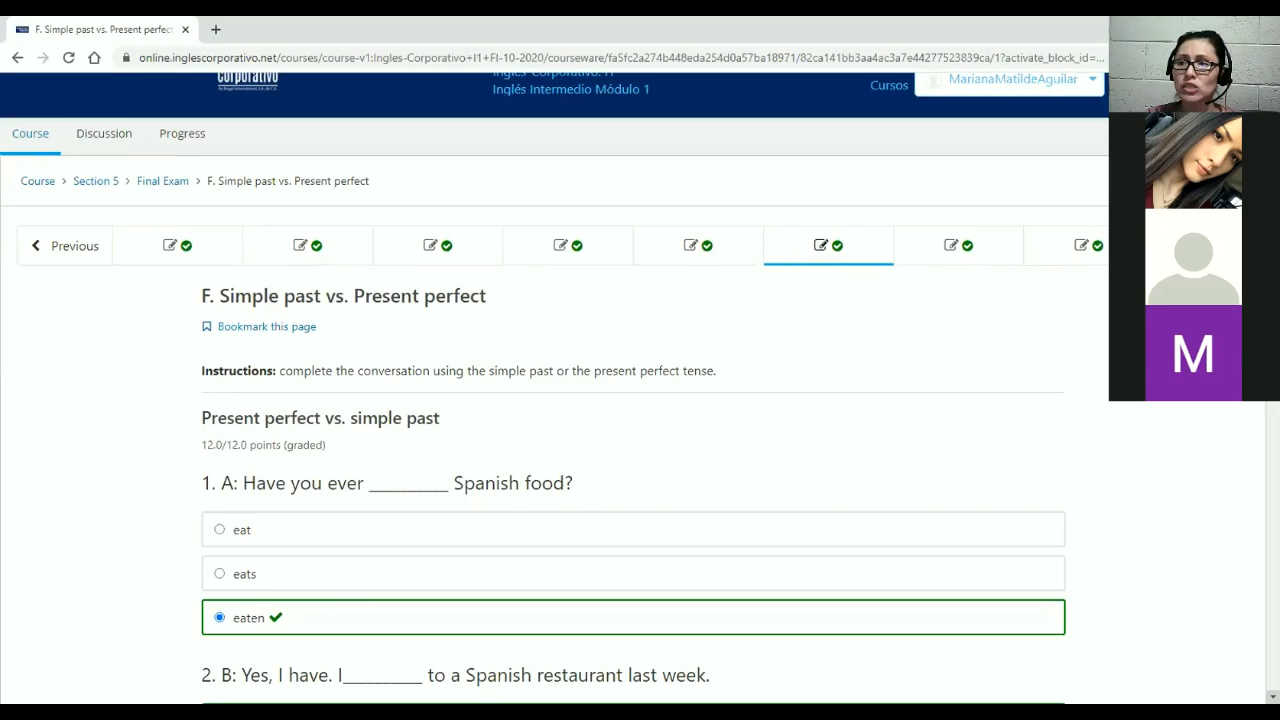 F. Simple past vs. Present perfect
online.inglescorporativo.net/courses/course-v1:Ingles-Corporativo+I1+FI-10-2020/courseware/fa5fc2a274b448eda254d0a57ba18971/82ca141bb3aa4ac3a7e44277523839ca/1?activate_block_id=...
corporativo
Inglés Intermedio Módulo 1
Cursos
MarianaMatildeAguilar
Course
Discussion
Progress
Course > Section 5 > Final Exam > F. Simple past vs. Present perfect
Previous
F. Simple past vs. Present perfect
Bookmark this page
Instructions: complete the conversation using the simple past or the present perfect tense.
Present perfect vs. simple past
12.0/12.0 points (graded)
1. A: Have you ever _________ Spanish food?
eat
eats
eaten
2. B: Yes, I have. I_________ to a Spanish restaurant last week.
M